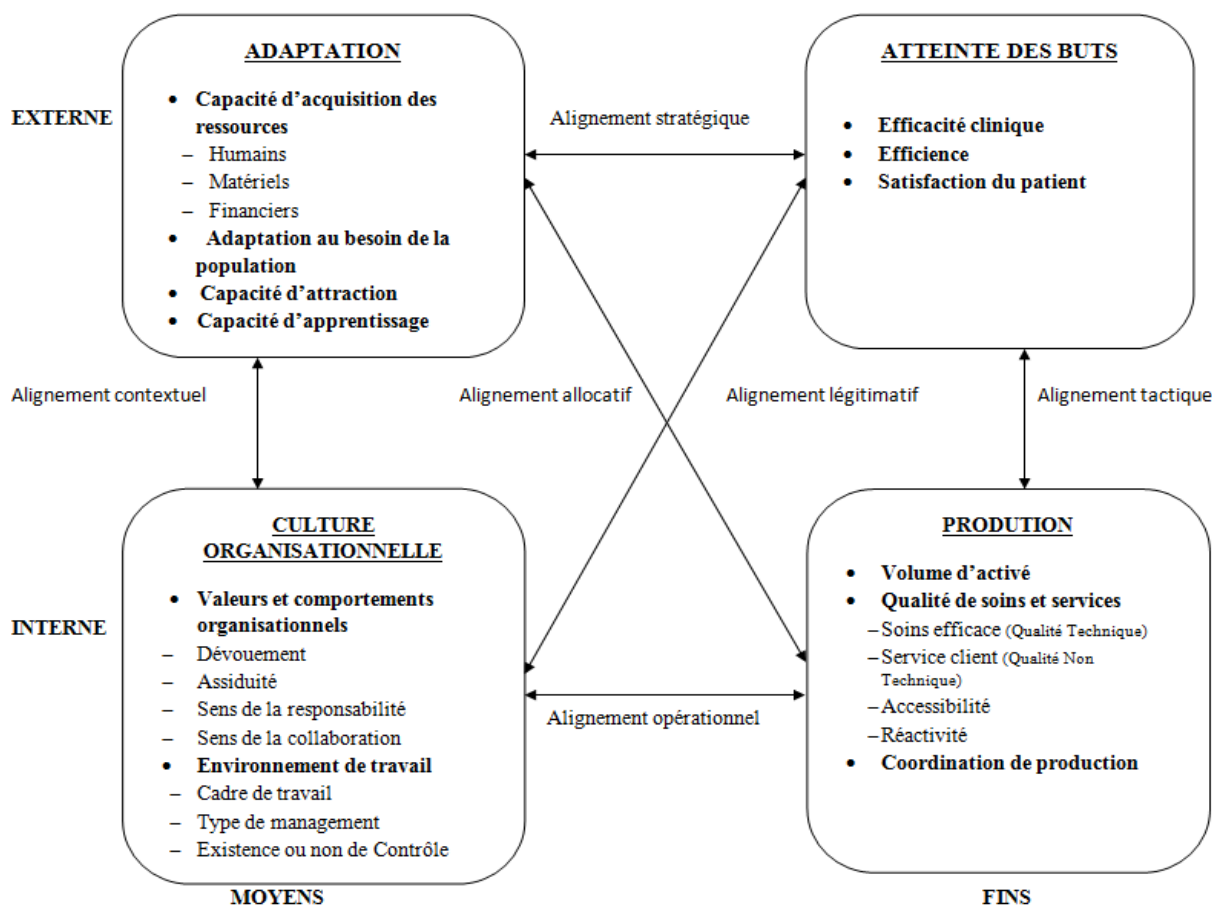 ADAPTATION
EXTERNE
• Capacité d’acquisition des
ressources
– Humains
– Matériels
– Financiers
• Adaptation au besoin de la
population
• Capacité d’attraction
• Capacité d’apprentissage
Alignement stratégique
ATTEINTE DES BUTS
• Efficacité clinique
• Efficience
• Satisfaction du patient
Alignement contextuel
Alignement allocatif
Alignement légitimatif
Alignement tactique
CULTURE
ORGANISATIONNELLE
INTERNE
• Valeurs et comportements
organisationnels
– Dévouement
– Assiduité
– Sens de la responsabilité
– Sens de la collaboration
• Environnement de travail
– Cadre de travail
– Type de management
– Existence ou non de Contrôle
Alignement opérationnel
PRODUTION
• Volume d’activé
• Qualité de soins et services
–Soins efficace (Qualité Technique)
–Service client (Qualité Non
Technique)
–Accessibilité
–Réactivité
• Coordination de production
MOYENS
FINS